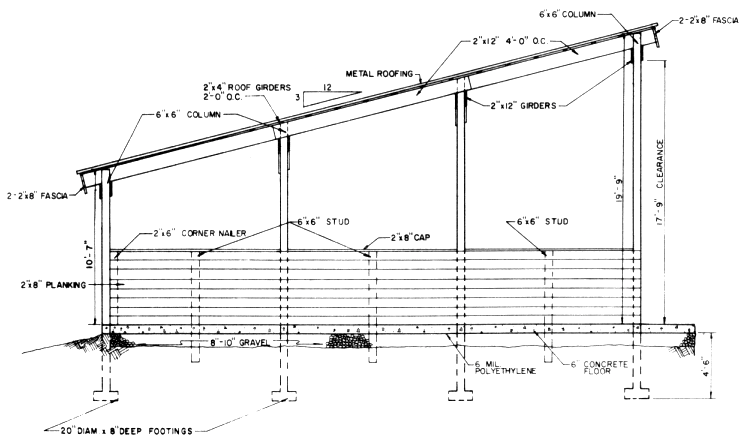 6"x6" COLUMN
2-2"x8" FASCIA
2"x12" 4'-0" O.C.
METAL ROOFING
12
3
2"x4" ROOF GIRDERS
2'-0" O.C.
6"x6" COLUMN
2"x12" GIRDERS
2-2"x8" FASCIA
19'-9"
17'-9" CLEARANCE
6"x6" STUD
6"x6" STUD
2"x6" CORNER NAILER
2"x8" CAP
10'-7"
2"x8" PLANKING
8"-10" GRAVEL
6 MIL.
POLYETHYLENE
6" CONCRETE
FLOOR
4'-6"
20" DIAM x 8" DEEP FOOTINGS